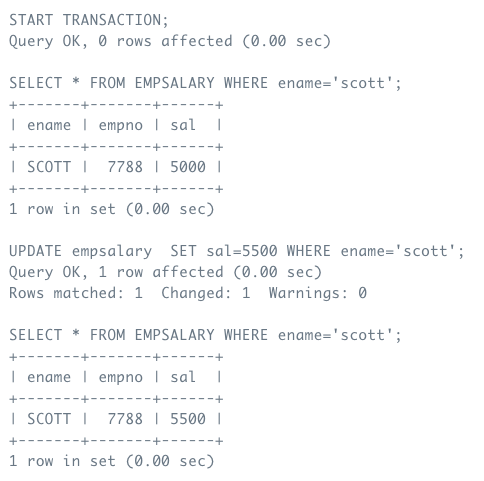 START TRANSACTION;
Query OK, 0 rows affected (0.00 sec)

SELECT * FROM EMPSALARY WHERE ename='scott';
+-------+-------+------+
| ename | empno | sal  |
+-------+-------+------+
| SCOTT |  7788 | 5000 |
+-------+-------+------+
1 row in set (0.00 sec)

UPDATE empsalary  SET sal=5500 WHERE ename='scott';
Query OK, 1 row affected (0.00 sec)
Rows matched: 1  Changed: 1  Warnings: 0

SELECT * FROM EMPSALARY WHERE ename='scott';
+-------+-------+------+
| ename | empno | sal  |
+-------+-------+------+
| SCOTT |  7788 | 5500 |
+-------+-------+------+
1 row in set (0.00 sec)